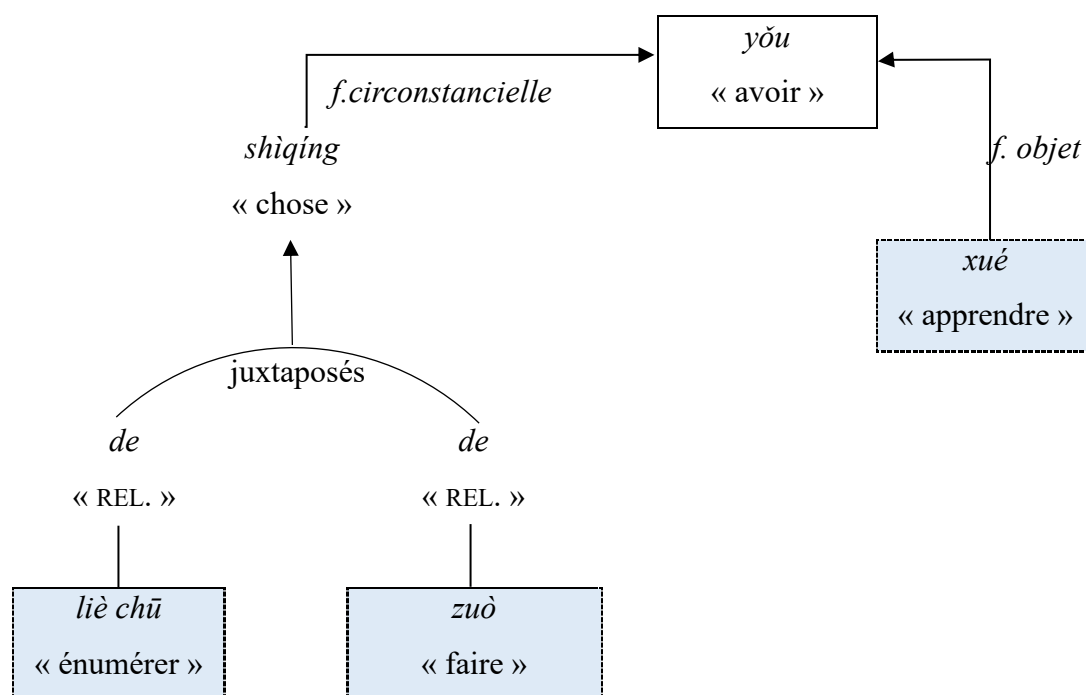 yǒu
« avoir »
f.circonstancielle
shìqíng
« chose »
f. objet
xué
« apprendre »
juxtaposés
de
« REL. »
de
« REL. »
liè chū
« énumérer »
zuò
« faire »